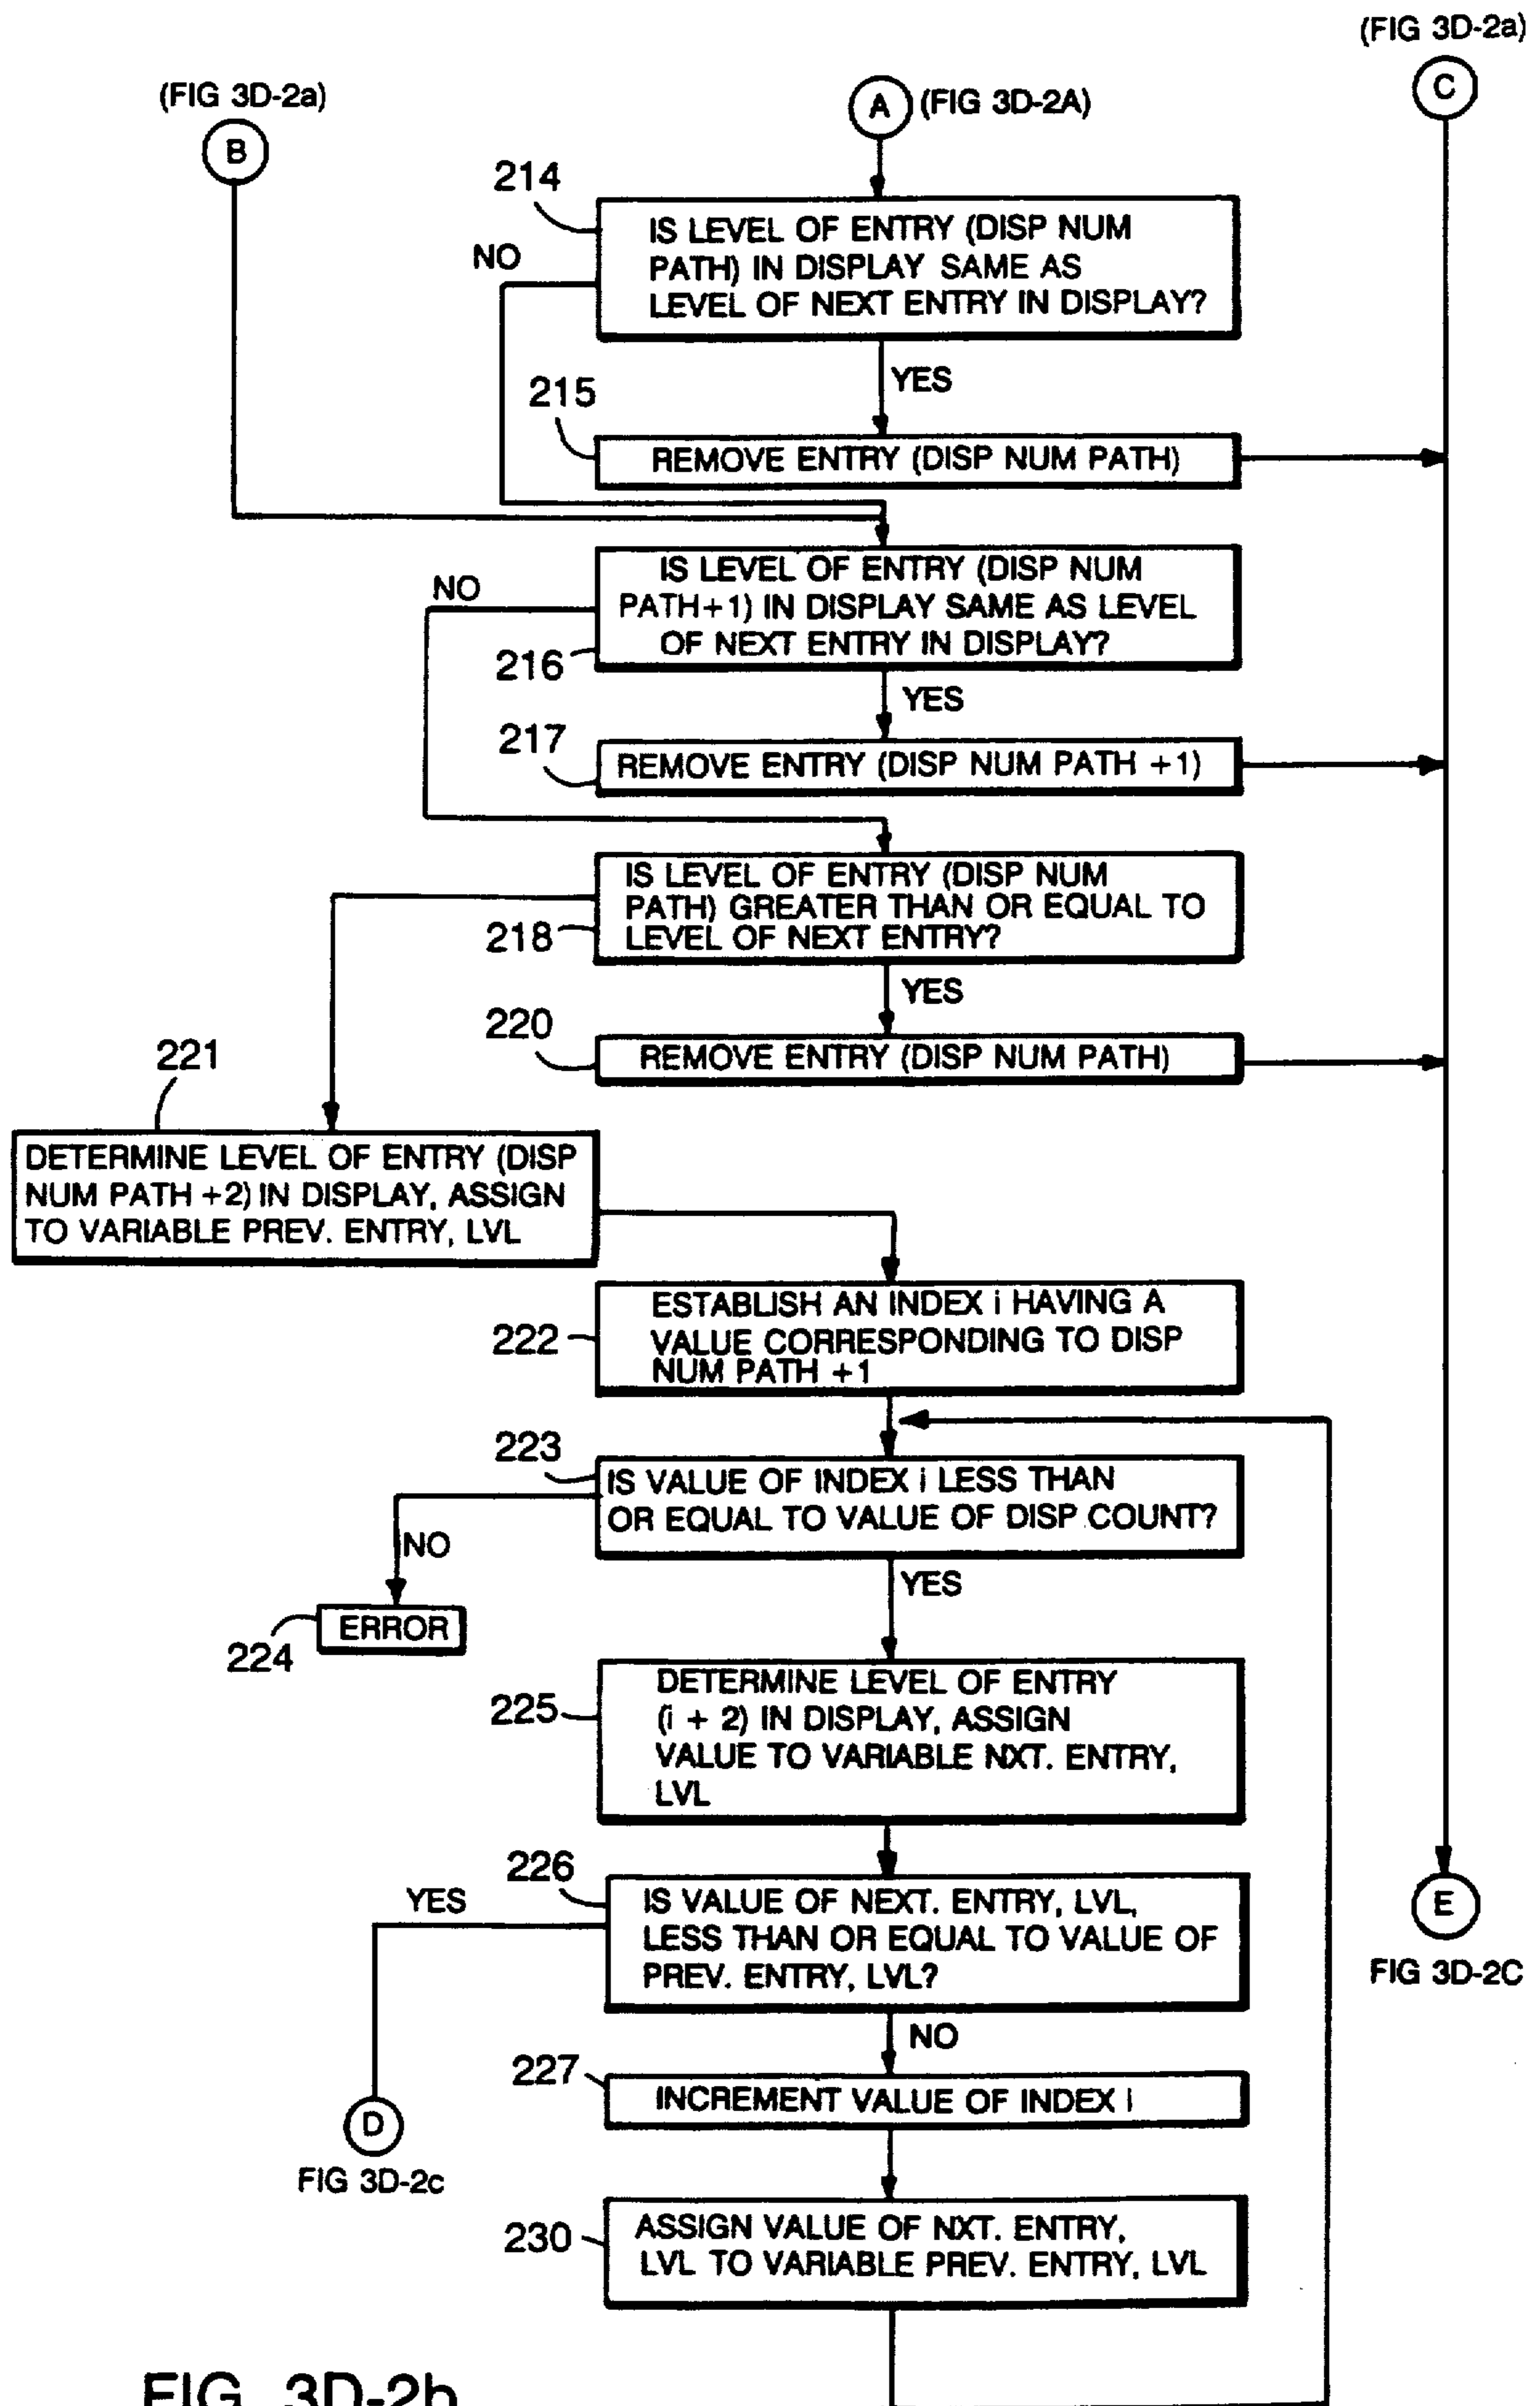 (FIG 3D-2a)
C
(FIG 3D-2a)
B
A
(FIG 3D-2A)
214
IS LEVEL OF ENTRY (DISP NUM
PATH) IN DISPLAY SAME AS
LEVEL OF NEXT ENTRY IN DISPLAY?
NO
YES
215
REMOVE ENTRY (DISP NUM PATH)
IS LEVEL OF ENTRY (DISP NUM
PATH+1) IN DISPLAY SAME AS LEVEL
OF NEXT ENTRY IN DISPLAY?
NO
216
YES
217
REMOVE ENTRY (DISP NUM PATH +1)
IS LEVEL OF ENTRY (DISP NUM
PATH) GREATER THAN OR EQUAL TO
LEVEL OF NEXT ENTRY?
218
YES
220
REMOVE ENTRY (DISP NUM PATH)
221
DETERMINE LEVEL OF ENTRY (DISP
NUM PATH +2) IN DISPLAY, ASSIGN
TO VARIABLE PREV. ENTRY, LVL
ESTABLISH AN INDEX i HAVING A
VALUE CORRESPONDING TO DISP
NUM PATH +1
222
223
IS VALUE OF INDEX i LESS THAN
OR EQUAL TO VALUE OF DISP COUNT?
NO
YES
ERROR
224
DETERMINE LEVEL OF ENTRY
(i + 2) IN DISPLAY, ASSIGN
VALUE TO VARIABLE NXT. ENTRY,
LVL
225
226
YES
IS VALUE OF NEXT. ENTRY, LVL,
LESS THAN OR EQUAL TO VALUE OF
PREV. ENTRY, LVL?
E
FIG 3D-2C
NO
227
INCREMENT VALUE OF INDEX i
D
FIG 3D-2c
230
ASSIGN VALUE OF NXT. ENTRY,
LVL TO VARIABLE PREV. ENTRY, LVL
FIG. 3D-2b